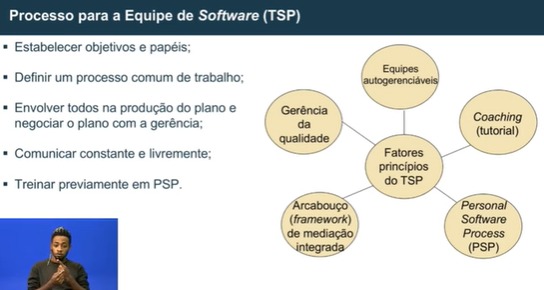 Processo para a Equipe de Software (TSP)
▪ Estabelecer objetivos e papéis;
▪ Definir um processo comum de trabalho;
▪ Envolver todos na produção do plano e
negociar o plano com a gerência;
▪ Comunicar constante e livremente;
▪ Treinar previamente em PSP.
Equipes
autogerenciáveis
Gerência
da
qualidade
Coaching
(tutorial)
Fatores
princípios
do TSP
Arcabouço
(framework)
de mediação
integrada
Personal
Software
Process
(PSP)